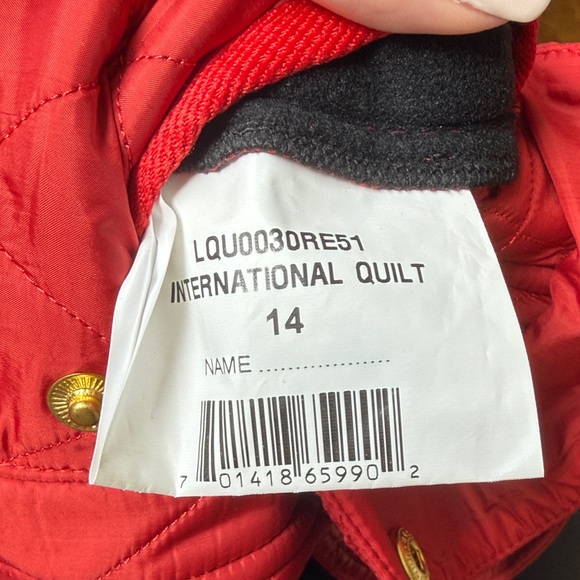 LQU0030RE51
INTERNATIONAL QUILT
14
NAME ..................
7 01418 65990 2